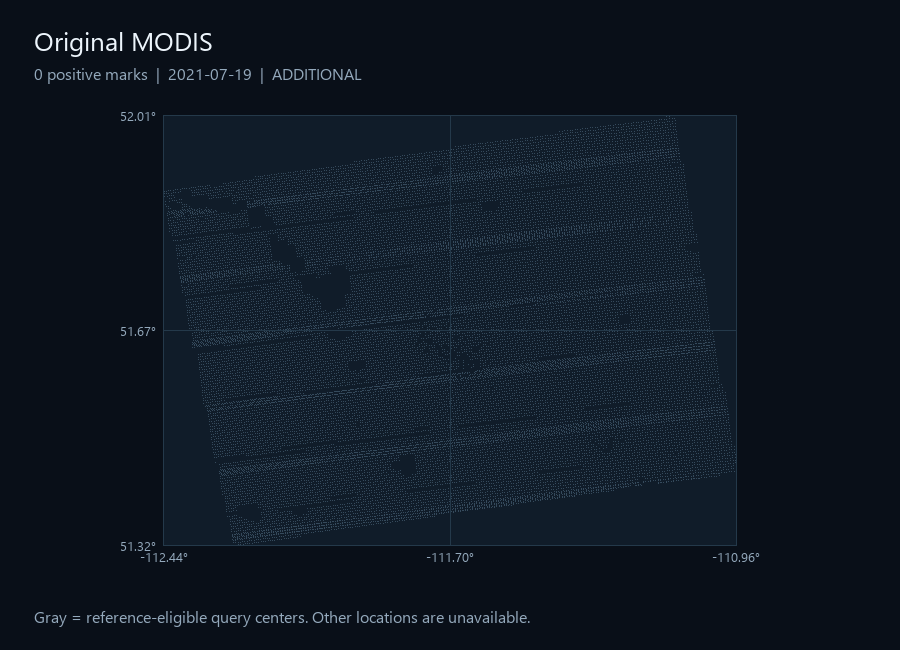 Original MODIS
0 positive marks | 2021-07-19 | ADDITIONAL
52.01°
51.67°
51.32°
-112.44° -111.70° -110.96°
Gray = reference-eligible query centers. Other locations are unavailable.